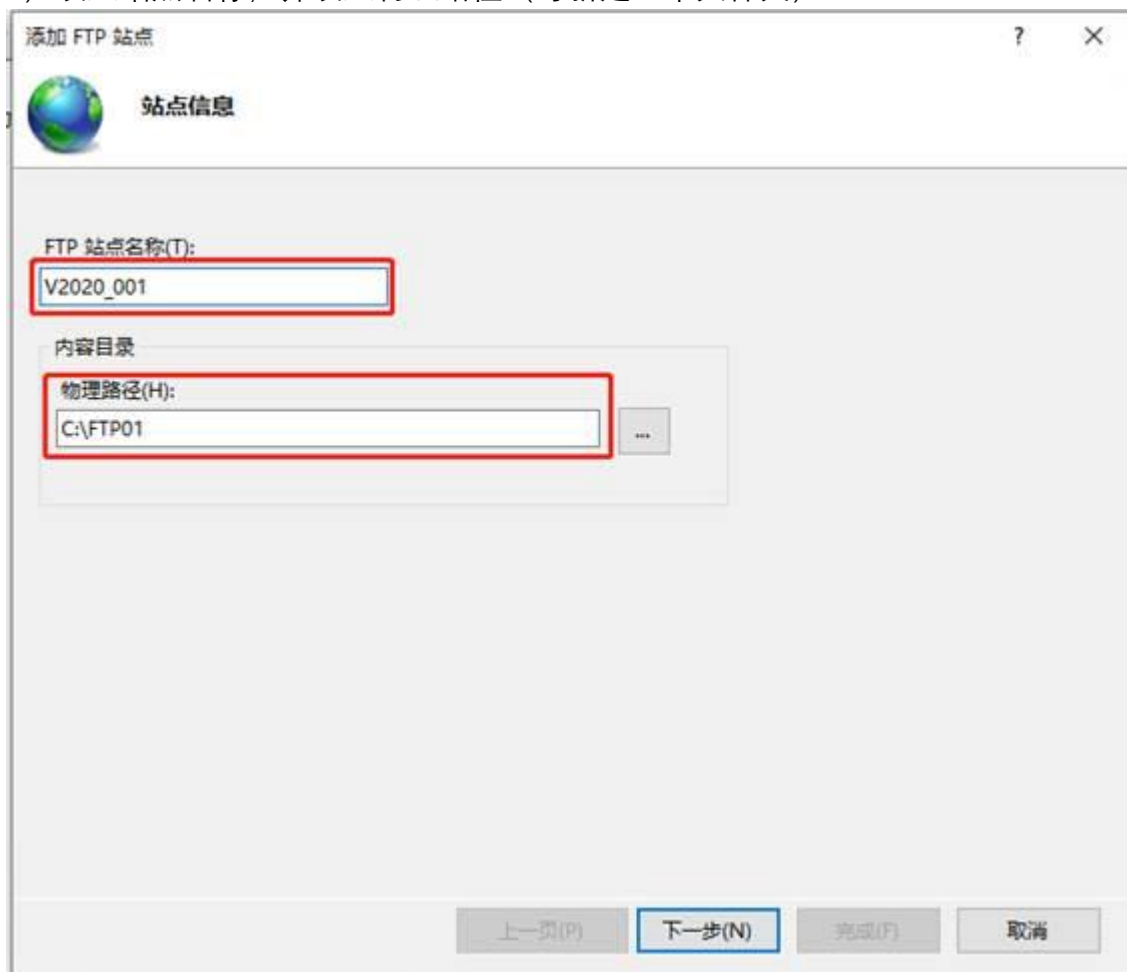 添加 FTP 站点
站点信息
FTP 站点名称(T):
V2020_001
内容目录
物理路径(H):
C:\FTP01
...
上一页(P) 下一步(N) 完成(F) 取消